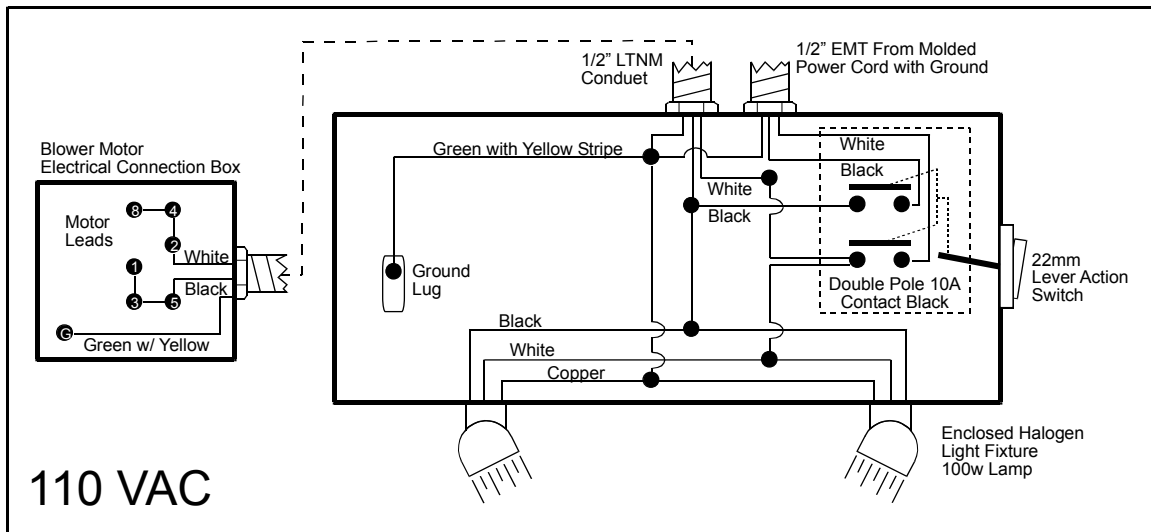 1/2” LTNM
Conduet
1/2” EMT From Molded
Power Cord with Ground
Blower Motor
Electrical Connection Box
Green with Yellow Stripe
White
Black
White
Black
8
4
Motor
Leads
2
White
1
Black
3
5
G
Green w/ Yellow
Ground
Lug
Double Pole 10A
Contact Black
22mm
Lever Action
Switch
Black
White
Copper
Enclosed Halogen
Light Fixture
100w Lamp
110 VAC